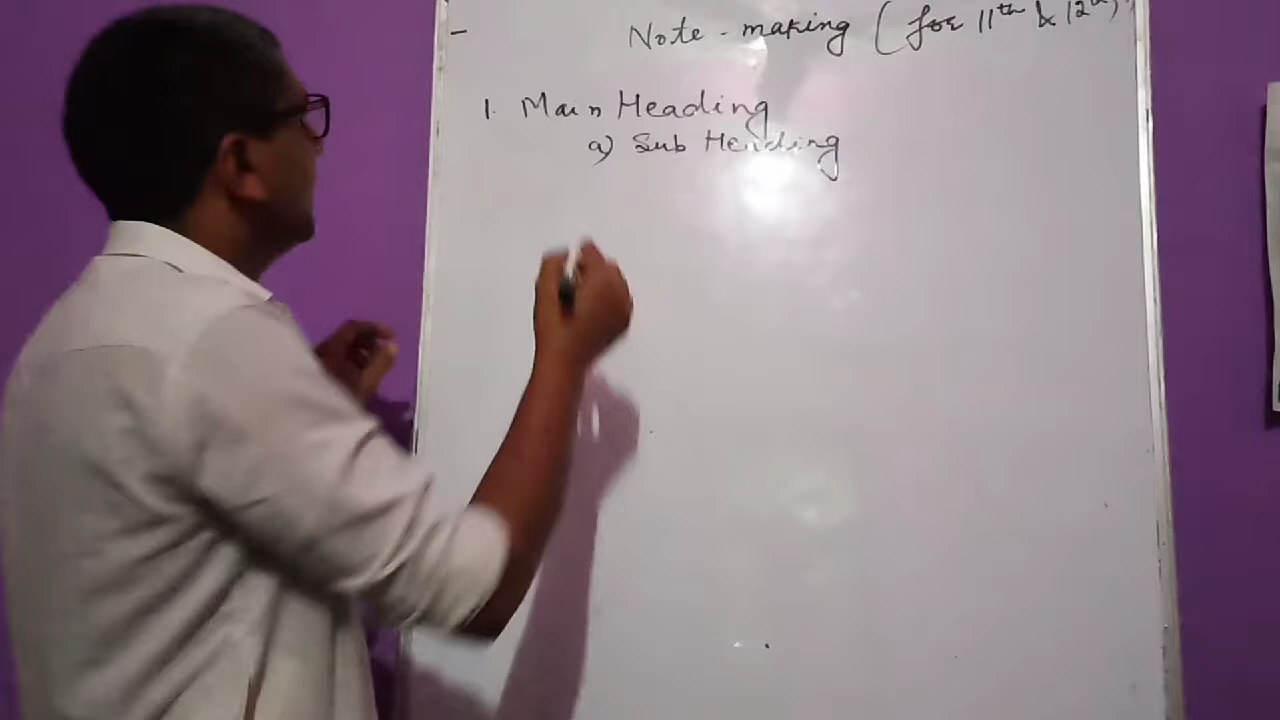 Note - making (for 11th & 12th)
1. Main Heading
a) Sub Heading